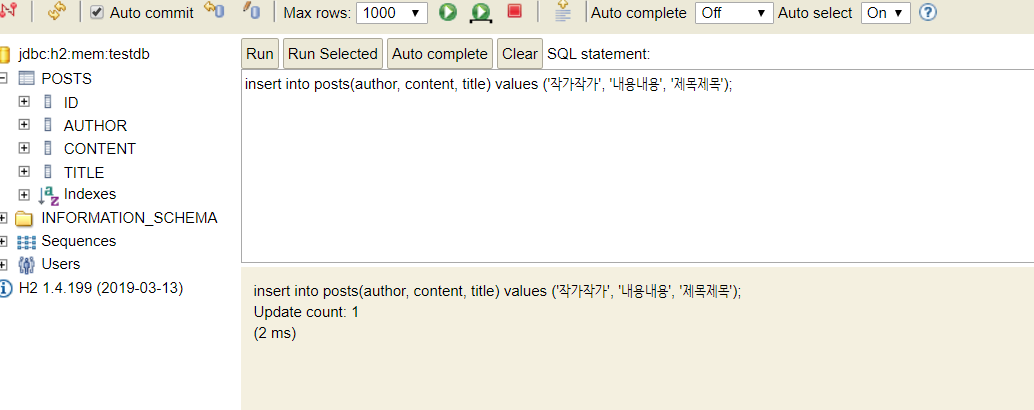 Auto commit Max rows: 1000 Auto complete Off Auto select On
jdbc:h2:mem:testdb
POSTS
ID
AUTHOR
CONTENT
TITLE
Indexes
INFORMATION_SCHEMA
Sequences
Users
H2 1.4.199 (2019-03-13)
Run Run Selected Auto complete Clear SQL statement:
insert into posts(author, content, title) values ('작가작가', '내용내용', '제목제목');
insert into posts(author, content, title) values ('작가작가', '내용내용', '제목제목');
Update count: 1
(2 ms)